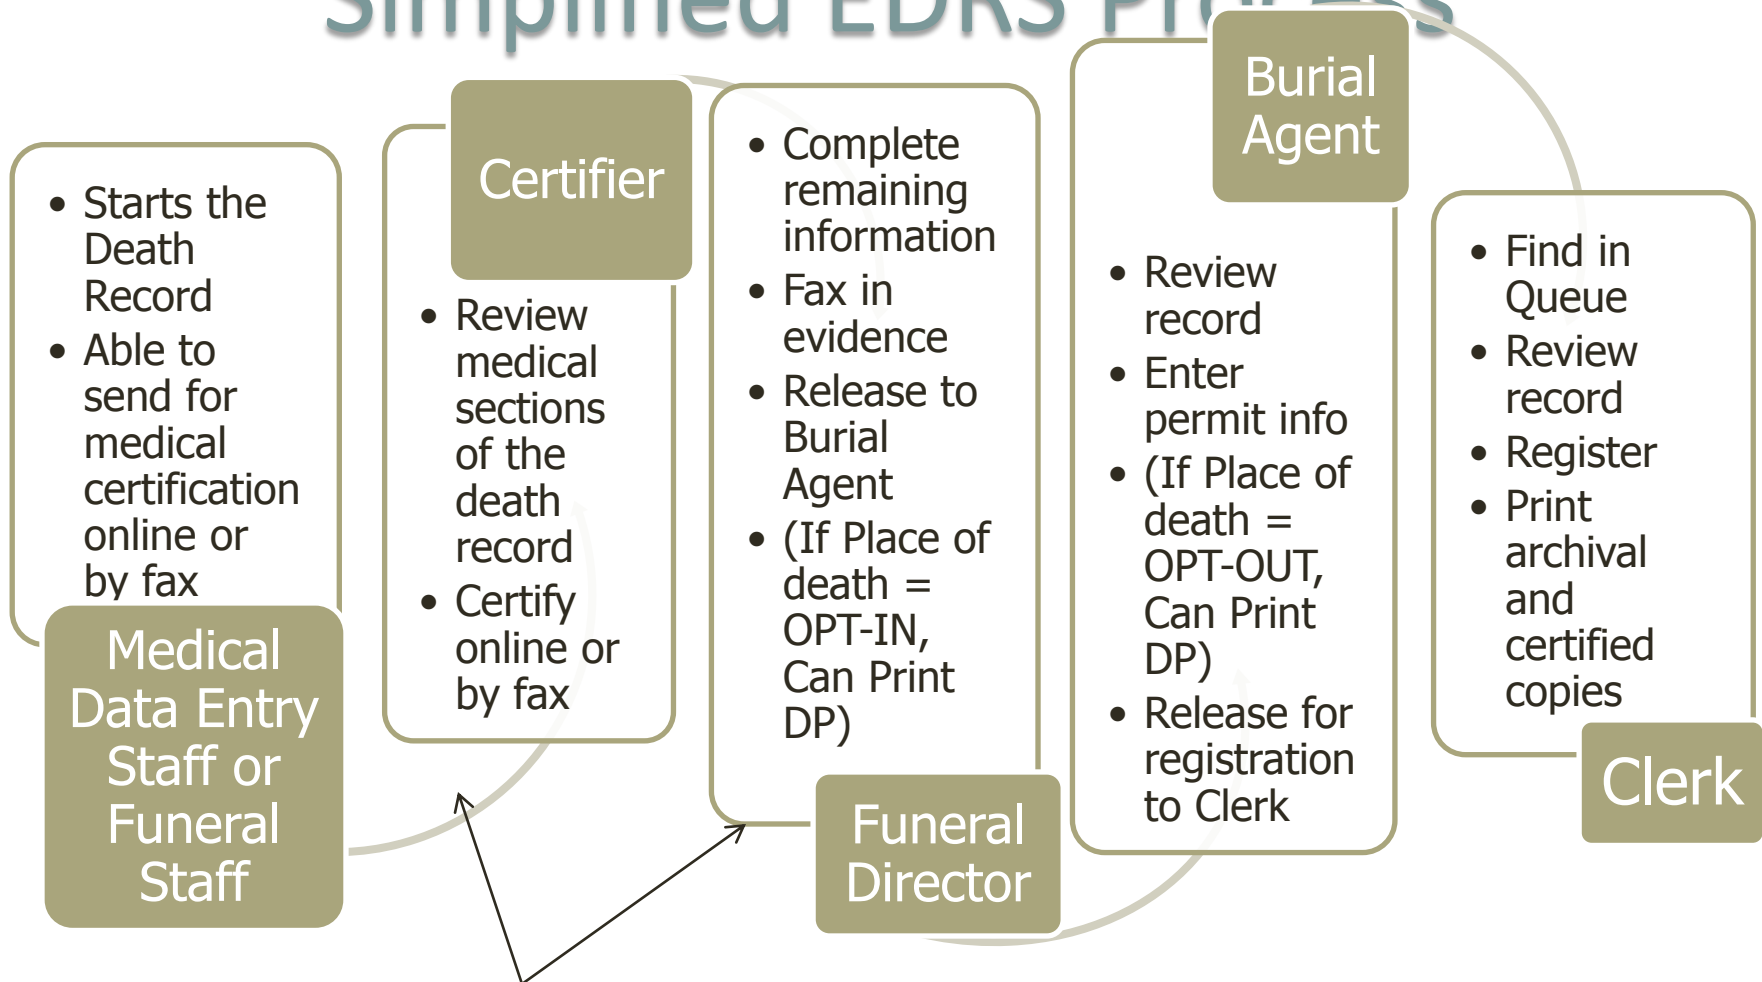 Simplified EDRS Process
• Starts the
Death
Record
• Able to
send for
medical
certification
online or
by fax
Medical
Data Entry
Staff or
Funeral
Staff
Certifier
• Review
medical
sections
of the
death
record
• Certify
online or
by fax
• Complete
remaining
information
• Fax in
evidence
• Release to
Burial
Agent
• (If Place of
death =
OPT-IN,
Can Print
DP)
Funeral
Director
Burial
Agent
• Review
record
• Enter
permit info
• (If Place of
death =
OPT-OUT,
Can Print
DP)
• Release for
registration
to Clerk
• Find in
Queue
• Review
record
• Register
• Print
archival
and
certified
copies
Clerk